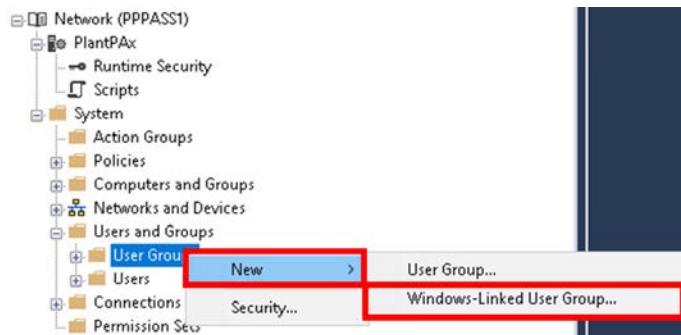 Network (PPPASS1)
PlantPAx
Runtime Security
Scripts
System
Action Groups
Policies
Computers and Groups
Networks and Devices
Users and Groups
User Grou
New
User Group...
Users
Windows-Linked User Group...
Connections
Security...
Permission Sets